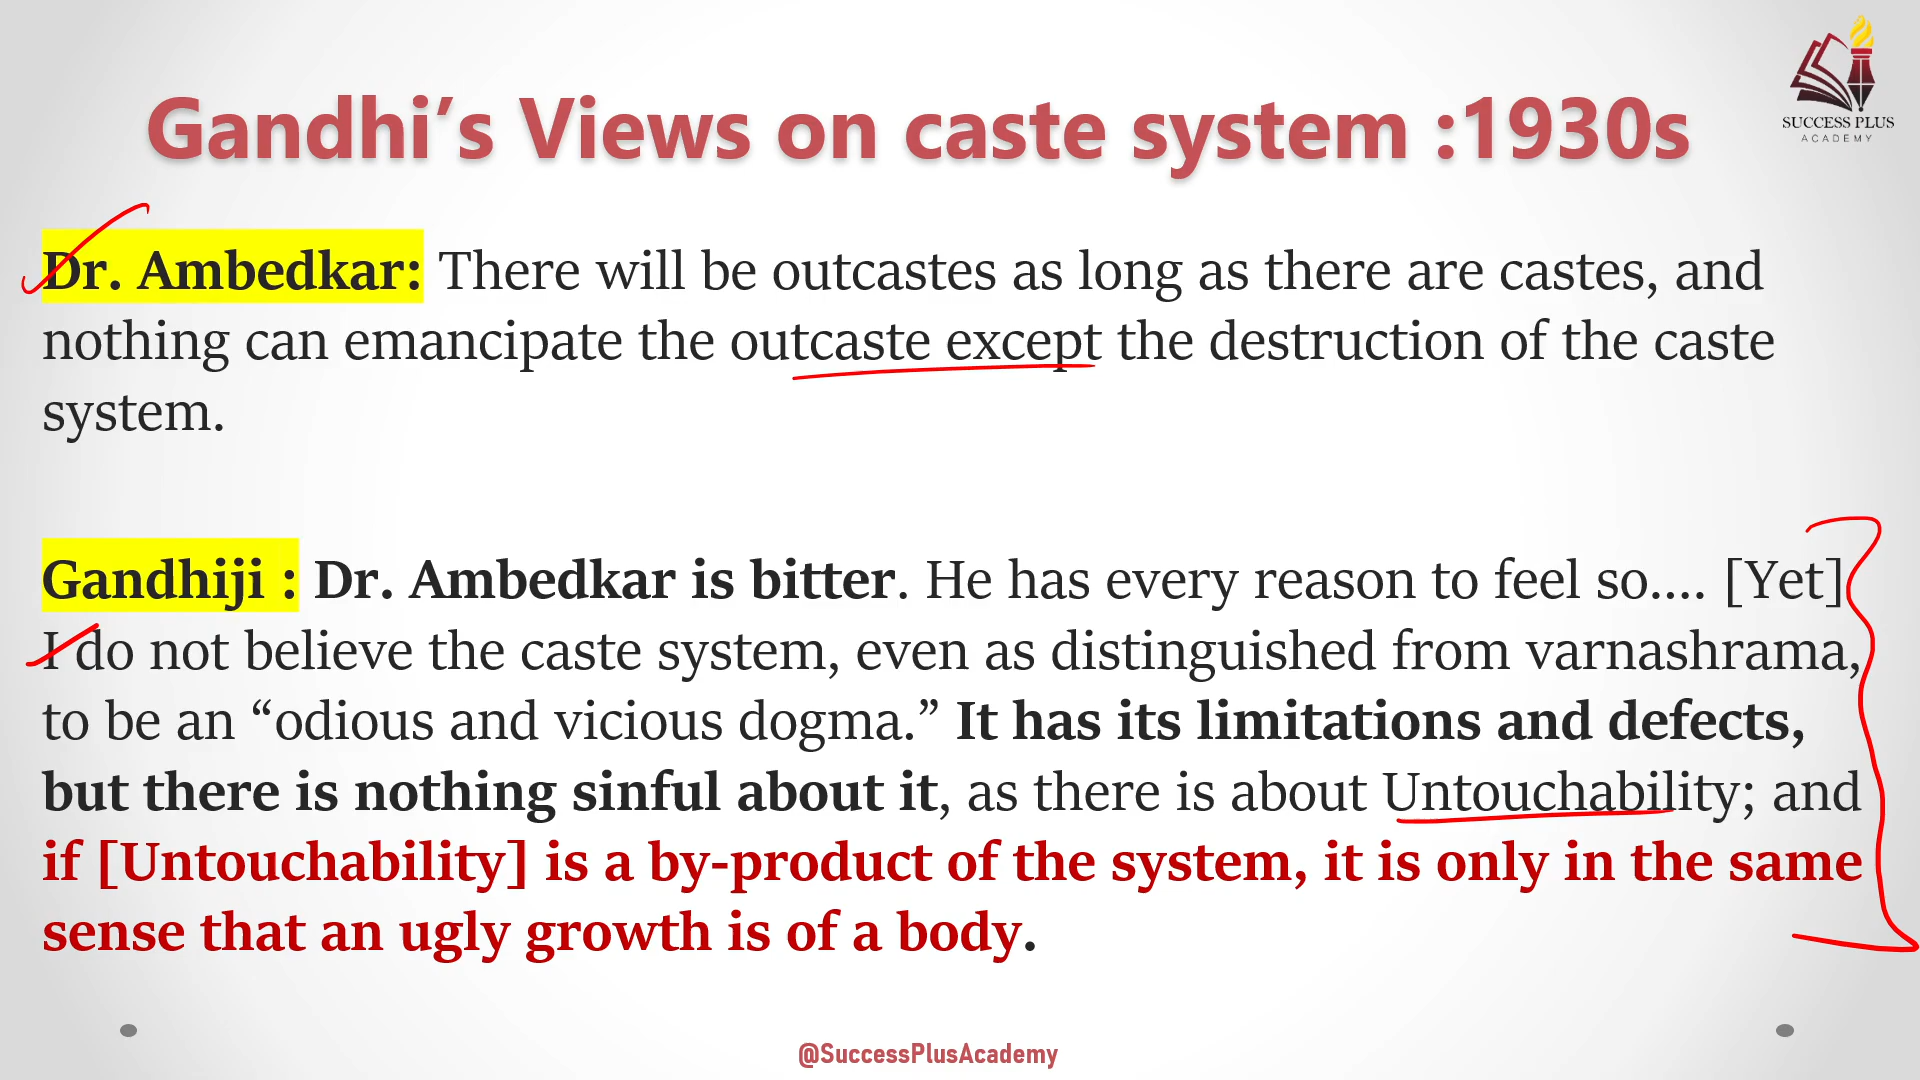 SUCCESS PLUS
ACADEMY
Gandhi’s Views on caste system :1930s
Dr. Ambedkar: There will be outcastes as long as there are castes, and
nothing can emancipate the outcaste except the destruction of the caste
system.
Gandhiji : Dr. Ambedkar is bitter. He has every reason to feel so.... [Yet]
I do not believe the caste system, even as distinguished from varnashrama,
to be an “odious and vicious dogma.” It has its limitations and defects,
but there is nothing sinful about it, as there is about Untouchability; and
if [Untouchability] is a by-product of the system, it is only in the same
sense that an ugly growth is of a body.
@SuccessPlusAcademy